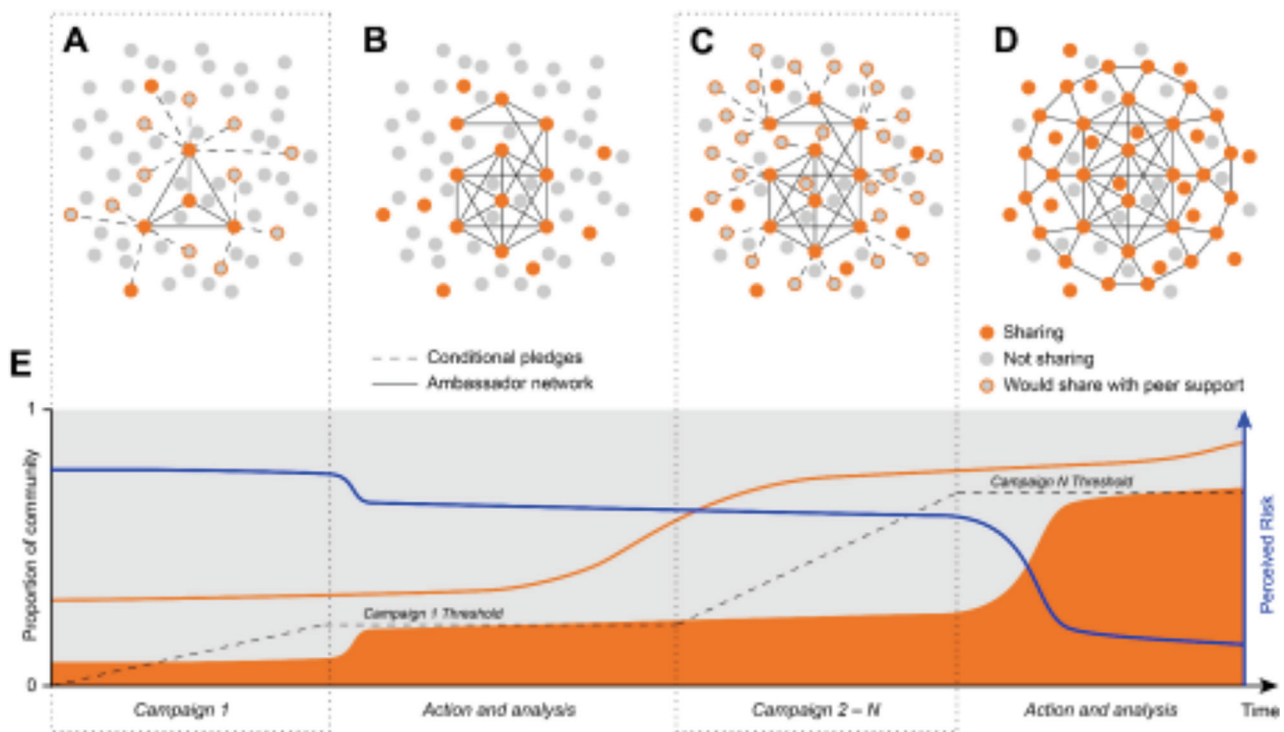 A
B
C
D
Sharing
Not sharing
Would share with peer support
Conditional pledges
Ambassador network
E
1
Proportion of community
0
Campaign 1 Threshold
Campaign N Threshold
Perceived Risk
Campaign 1
Action and analysis
Campaign 2 – N
Action and analysis
Time